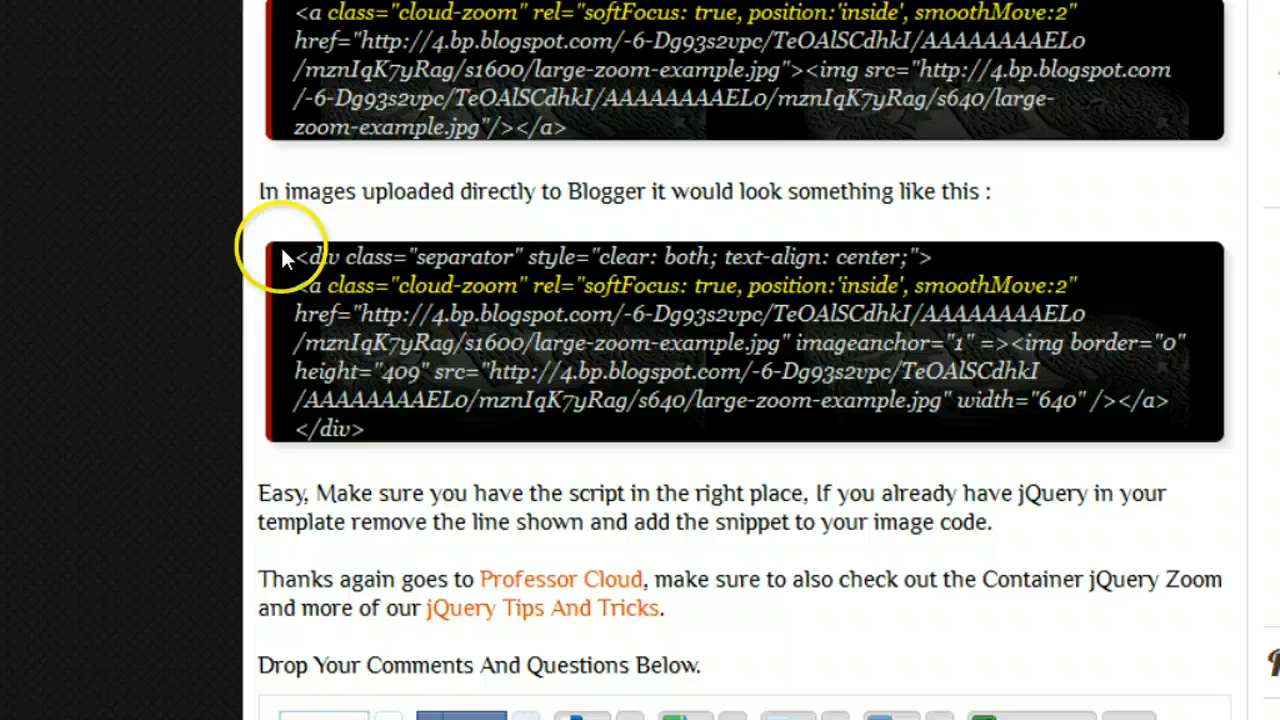 <a class="cloud-zoom" rel="softFocus: true, position:'inside', smoothMove:2"
href="http://4.bp.blogspot.com/-6-Dg93s2vpc/TeOAlSCdhkI/AAAAAAAAELo
/mznIqK7yRag/s1600/large-zoom-example.jpg"><img src="http://4.bp.blogspot.com
/-6-Dg93s2vpc/TeOAlSCdhkI/AAAAAAAAELo/mznIqK7yRag/s640/large-
zoom-example.jpg"/></a>
In images uploaded directly to Blogger it would look something like this :
<div class="separator" style="clear: both; text-align: center;">
<a class="cloud-zoom" rel="softFocus: true, position:'inside', smoothMove:2"
href="http://4.bp.blogspot.com/-6-Dg93s2vpc/TeOAlSCdhkI/AAAAAAAAELo
/mznIqK7yRag/s1600/large-zoom-example.jpg" imageanchor="1" =><img border="0"
height="409" src="http://4.bp.blogspot.com/-6-Dg93s2vpc/TeOAlSCdhkI
/AAAAAAAAELo/mznIqK7yRag/s640/large-zoom-example.jpg" width="640" /></a>
</div>
Easy, Make sure you have the script in the right place, If you already have jQuery in your
template remove the line shown and add the snippet to your image code.
Thanks again goes to Professor Cloud, make sure to also check out the Container jQuery Zoom
and more of our jQuery Tips And Tricks.
Drop Your Comments And Questions Below.